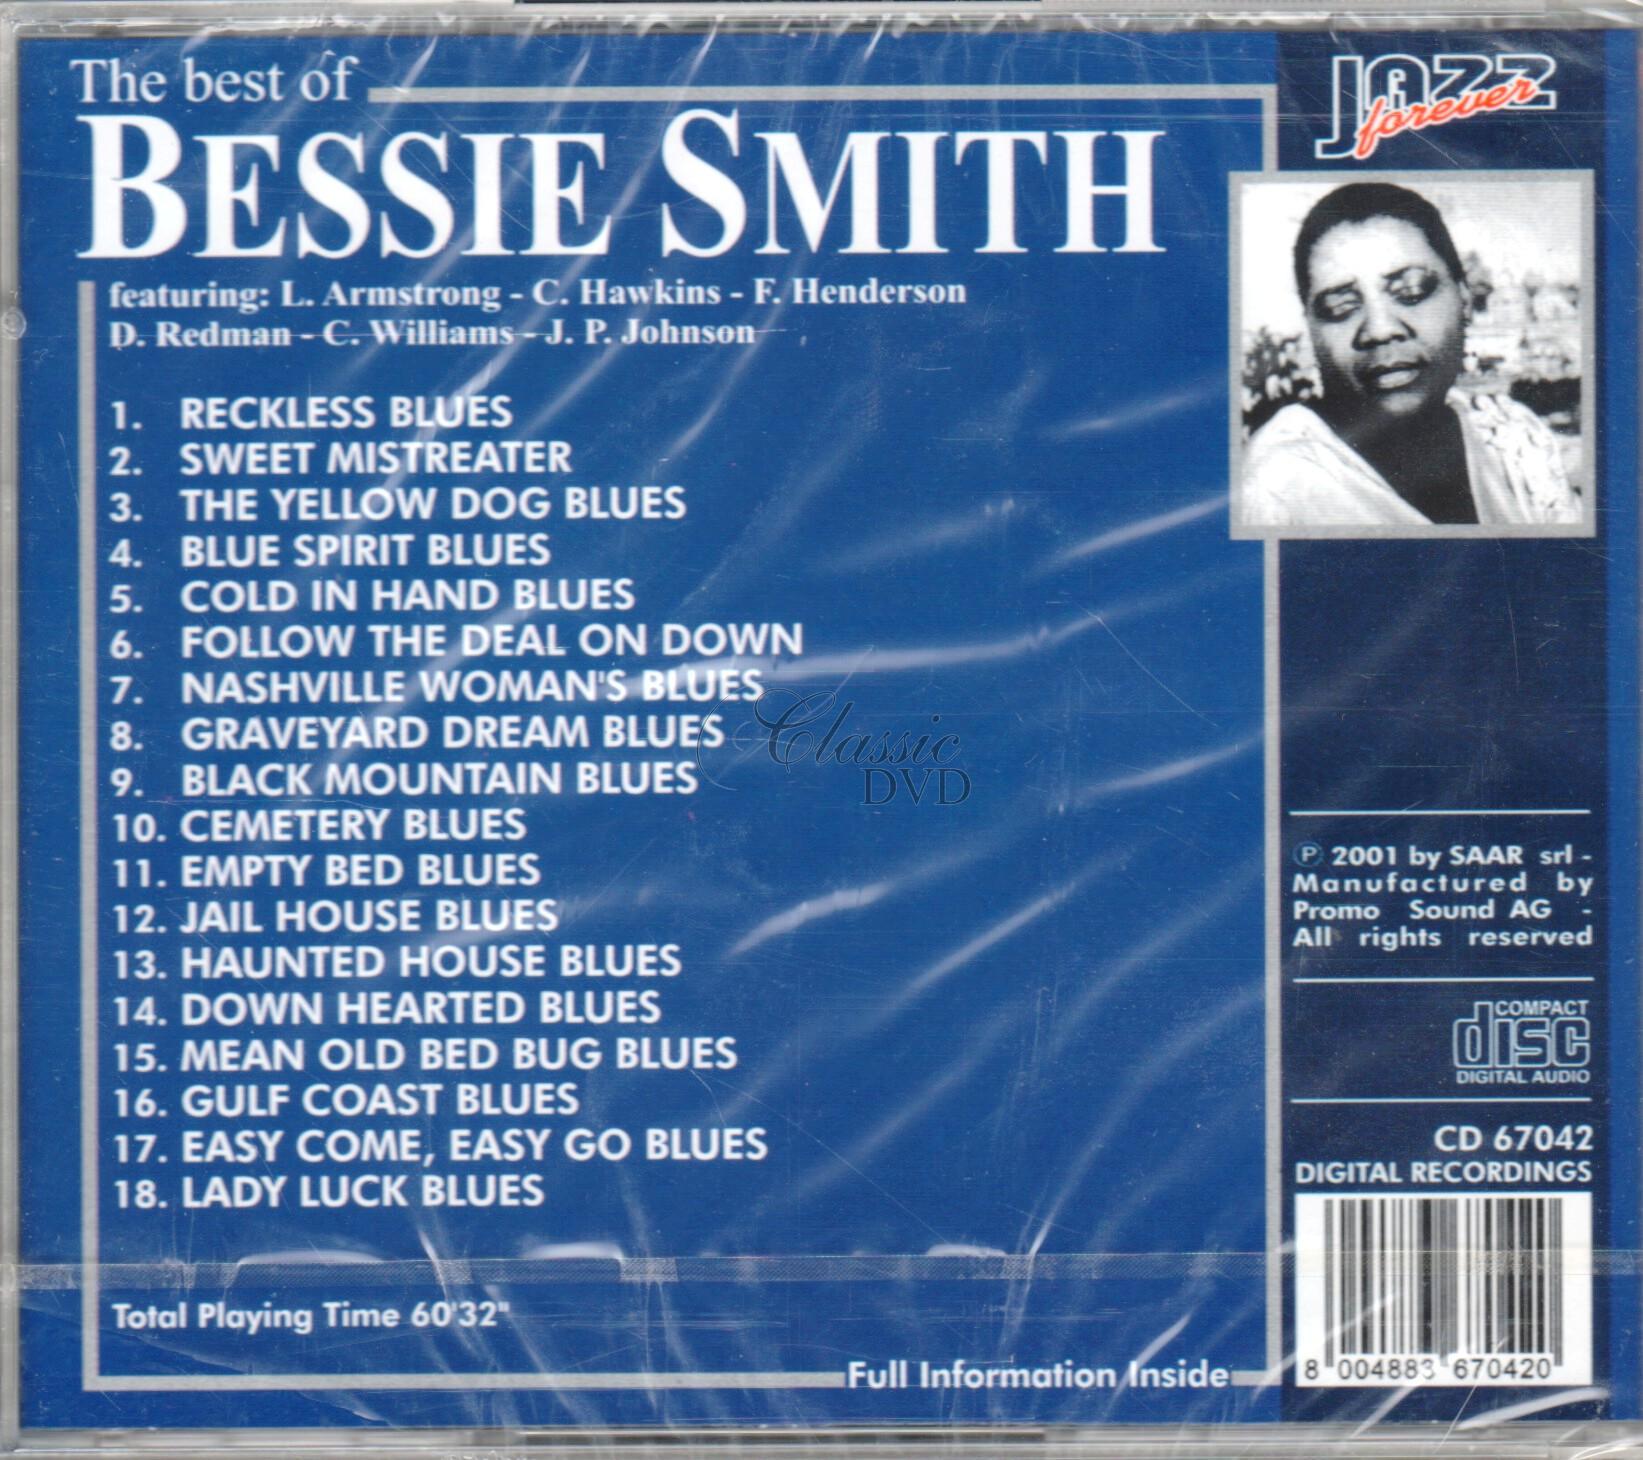 The best of
BESSIE SMITH
featuring: L. Armstrong - C. Hawkins - F. Henderson
D. Redman - C. Williams - J. P. Johnson
1. RECKLESS BLUES
2. SWEET MISTREATER
3. THE YELLOW DOG BLUES
4. BLUE SPIRIT BLUES
5. COLD IN HAND BLUES
6. FOLLOW THE DEAL ON DOWN
7. NASHVILLE WOMAN'S BLUES
8. GRAVEYARD DREAM BLUES
9. BLACK MOUNTAIN BLUES
10. CEMETERY BLUES
11. EMPTY BED BLUES
12. JAIL HOUSE BLUES
13. HAUNTED HOUSE BLUES
14. DOWN HEARTED BLUES
15. MEAN OLD BED BUG BLUES
16. GULF COAST BLUES
17. EASY COME, EASY GO BLUES
18. LADY LUCK BLUES
Total Playing Time 60'32"
Full Information Inside
Classic
DVD
JAZZ
forever
℗ 2001 by SAAR srl -
Manufactured by
Promo Sound AG -
All rights reserved
COMPACT
disc
DIGITAL AUDIO
CD 67042
DIGITAL RECORDINGS
8 004883 670420